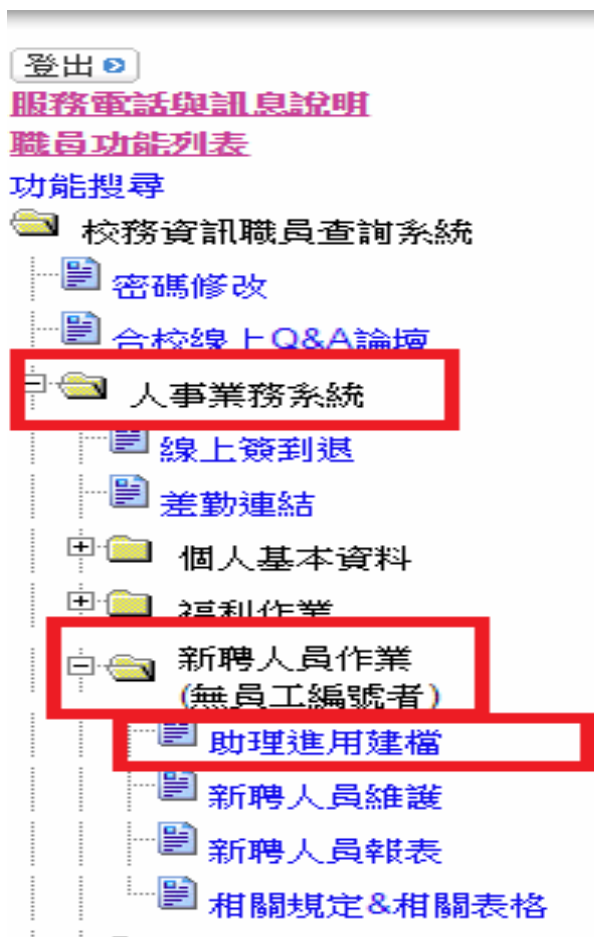 登出
服務電話與訊息說明
職員功能列表
功能搜尋
校務資訊職員查詢系統
密碼修改
合校線上Q&A論壇
人事業務系統
線上簽到退
差勤連結
個人基本資料
福利作業
新聘人員作業
(無員工編號者)
助理進用建檔
新聘人員維護
新聘人員報表
相關規定&相關表格